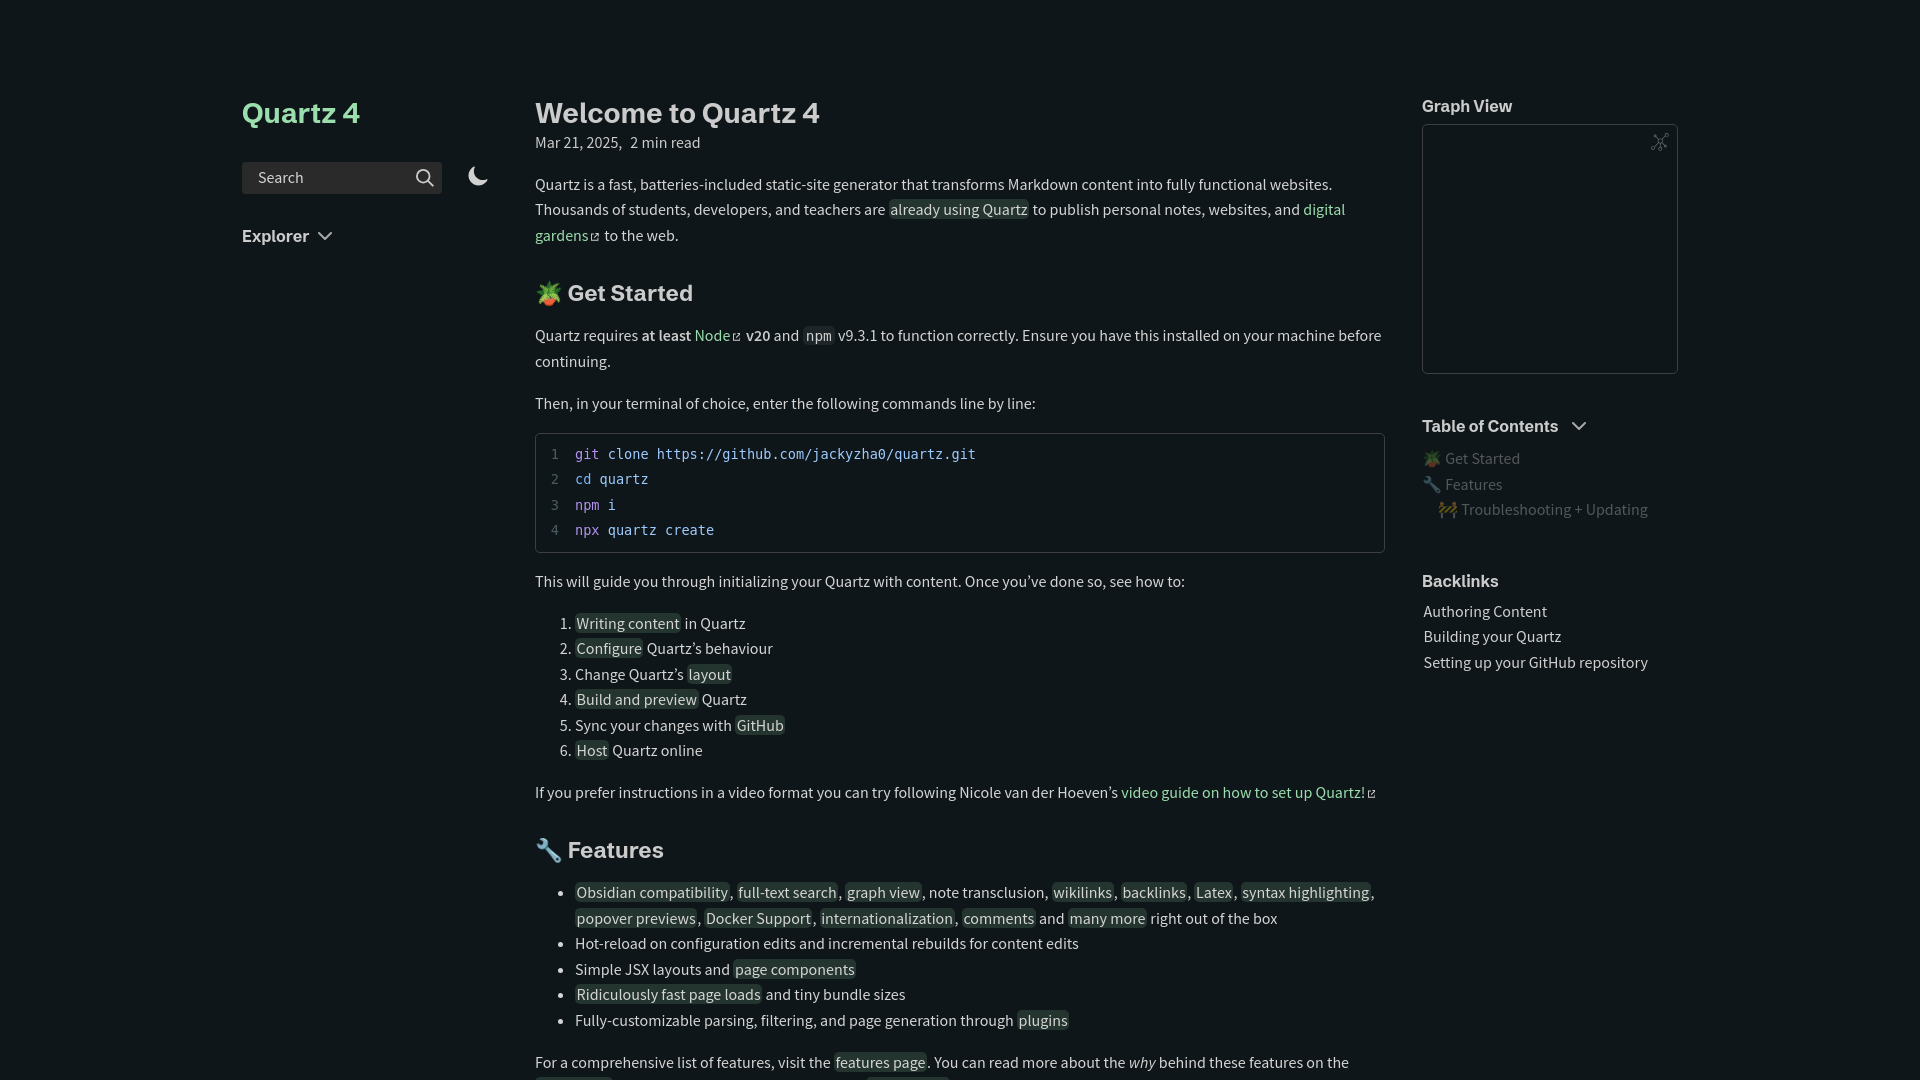 Quartz 4
Search
Explorer
Welcome to Quartz 4
Mar 21, 2025, 2 min read
Quartz is a fast, batteries-included static-site generator that transforms Markdown content into fully functional websites.
Thousands of students, developers, and teachers are already using Quartz to publish personal notes, websites, and digital
gardens to the web.
🪴 Get Started
Quartz requires at least Node v20 and npm v9.3.1 to function correctly. Ensure you have this installed on your machine before
continuing.
Then, in your terminal of choice, enter the following commands line by line:
1 git clone https://github.com/jackyzha0/quartz.git
2 cd quartz
3 npm i
4 npx quartz create
This will guide you through initializing your Quartz with content. Once you’ve done so, see how to:
1. Writing content in Quartz
2. Configure Quartz’s behaviour
3. Change Quartz’s layout
4. Build and preview Quartz
5. Sync your changes with GitHub
6. Host Quartz online
If you prefer instructions in a video format you can try following Nicole van der Hoeven’s video guide on how to set up Quartz!
🔧 Features
• Obsidian compatibility, full-text search, graph view, note transclusion, wikilinks, backlinks, Latex, syntax highlighting,
popover previews, Docker Support, internationalization, comments and many more right out of the box
• Hot-reload on configuration edits and incremental rebuilds for content edits
• Simple JSX layouts and page components
• Ridiculously fast page loads and tiny bundle sizes
• Fully-customizable parsing, filtering, and page generation through plugins
For a comprehensive list of features, visit the features page. You can read more about the why behind these features on the
Graph View
Table of Contents
🪴 Get Started
🔧 Features
🚧 Troubleshooting + Updating
Backlinks
Authoring Content
Building your Quartz
Setting up your GitHub repository